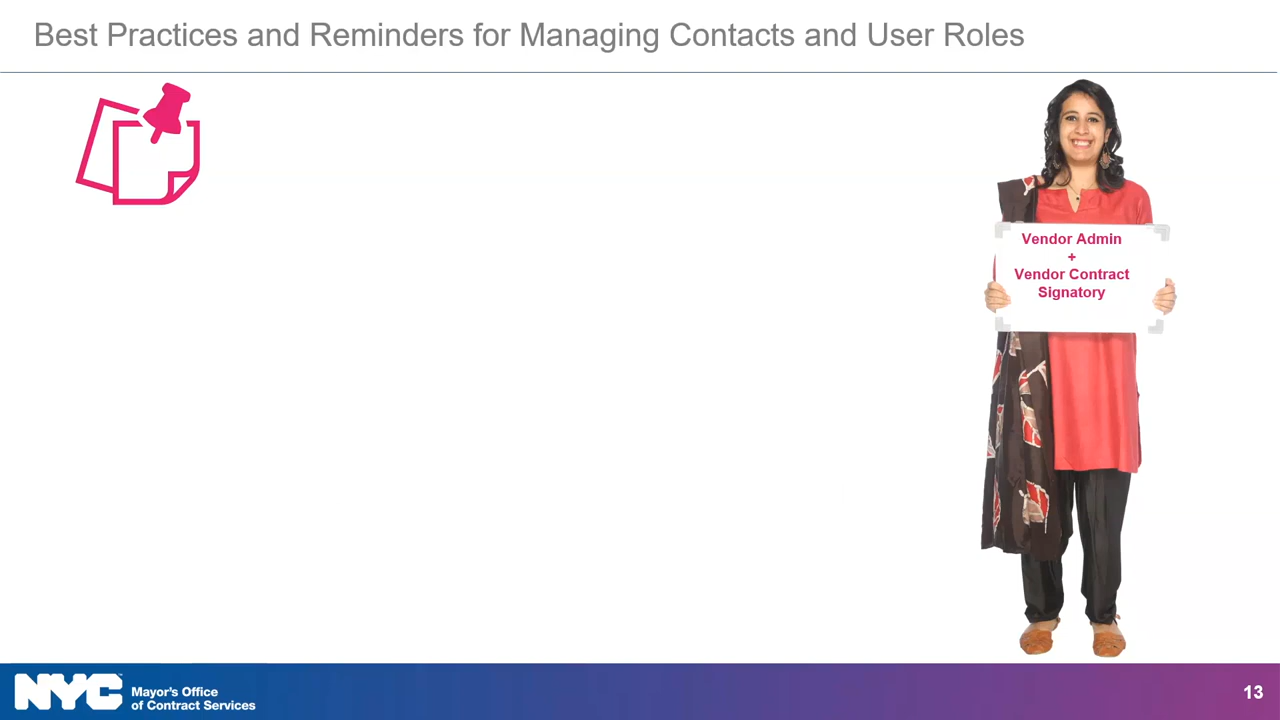 Best Practices and Reminders for Managing Contacts and User Roles
Vendor Admin
+
Vendor Contract
Signatory
NYC
Mayor's Office
of Contract Services
13